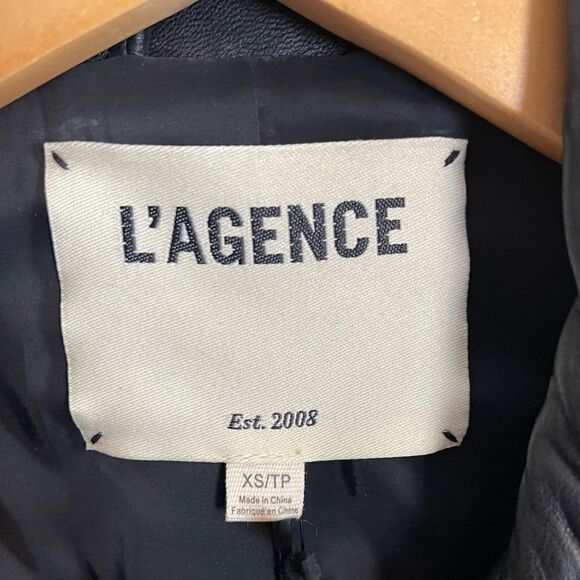 L'AGENCE
Est. 2008
XS/TP
Made in China
Fabriqué en Chine